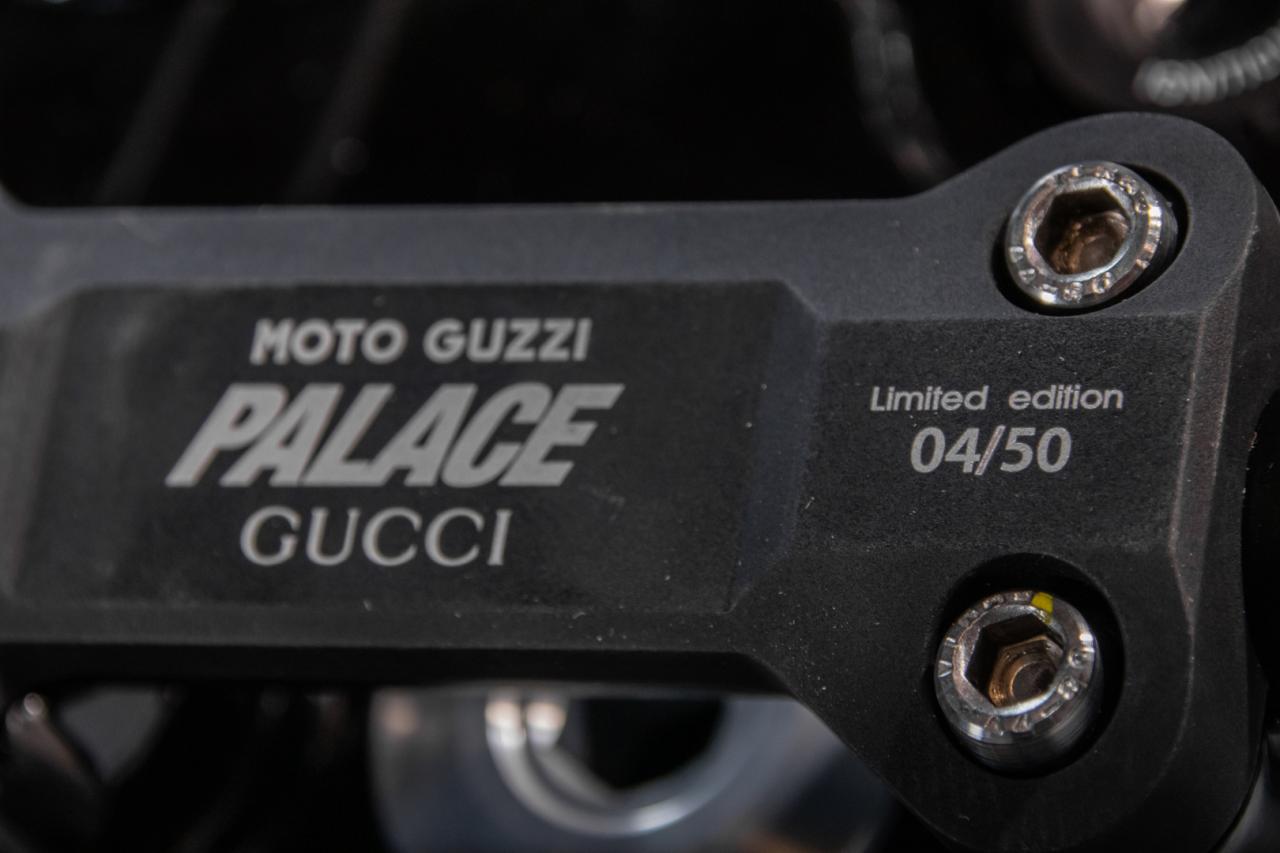 MOTO GUZZI
PALACE
GUCCI
Limited edition
04/50